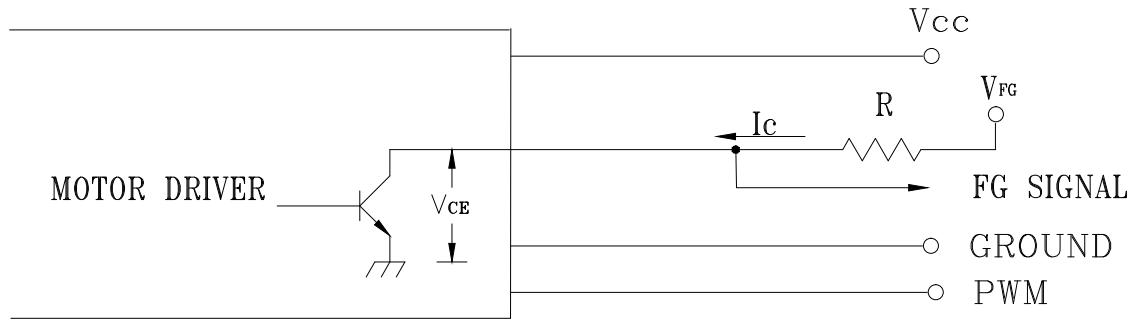 Vcc
VFG
R
Ic
MOTOR DRIVER
VCE
FG SIGNAL
GROUND
PWM